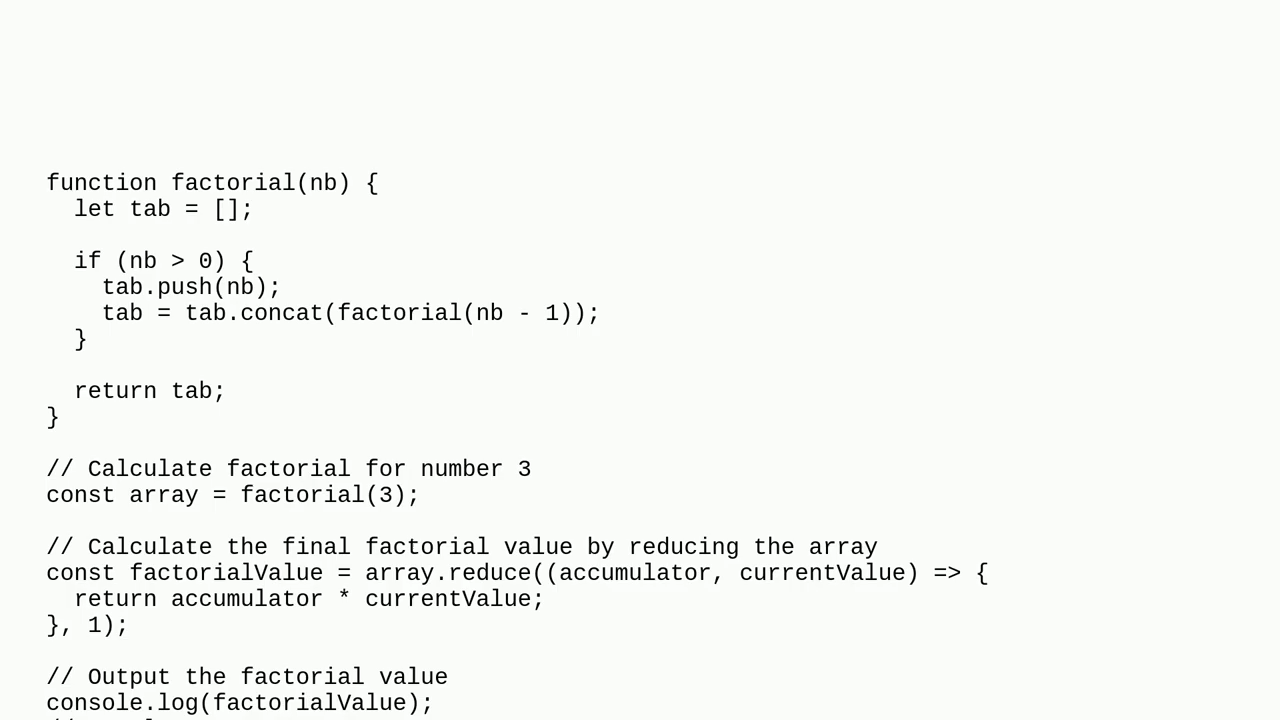 function factorial(nb) {
  let tab = [];

  if (nb > 0) {
    tab.push(nb);
    tab = tab.concat(factorial(nb - 1));
  }

  return tab;
}

// Calculate factorial for number 3
const array = factorial(3);

// Calculate the final factorial value by reducing the array
const factorialValue = array.reduce((accumulator, currentValue) => {
  return accumulator * currentValue;
}, 1);

// Output the factorial value
console.log(factorialValue);